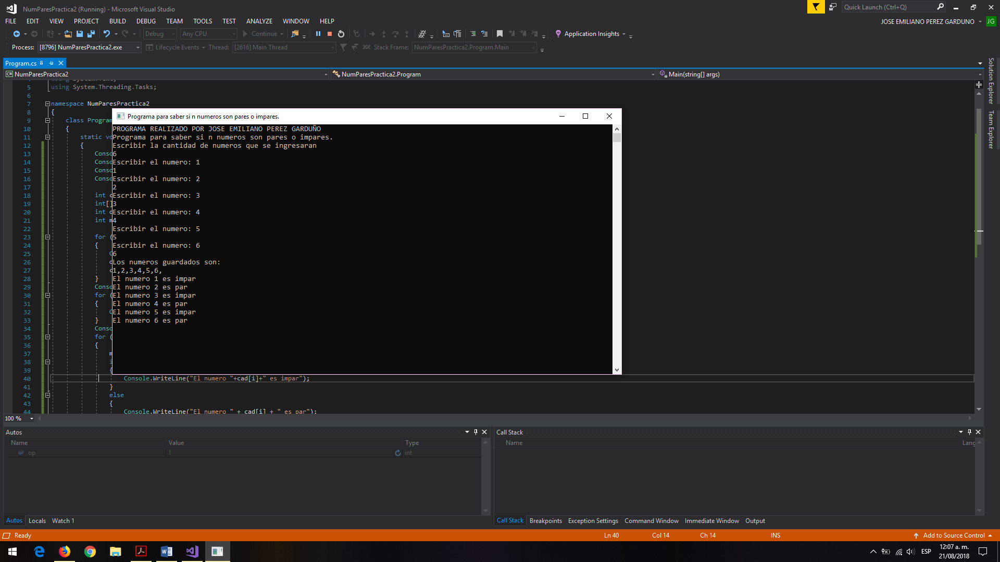 NumParesPractica2 (Running) - Microsoft Visual Studio
Quick Launch (Ctrl+Q)
FILE EDIT VIEW PROJECT BUILD DEBUG TEAM TOOLS TEST ANALYZE WINDOW HELP
JOSE EMILIANO PEREZ GARDUNO JG
Debug Any CPU Continue Application Insights
Process: [8796] NumParesPractica2.exe Lifecycle Events Thread: [2616] Main Thread Stack Frame: NumParesPractica2.Program.Main
Program.cs
NumParesPractica2 NumParesPractica2.Program Main(string[] args)
Solution Explorer
Team Explorer
5 using System.Threading.Tasks;
6
7 namespace NumParesPractica2
8 {
9 class Program
10 {
11 static vo
12 {
13 Conso
14 Conso
15 Conso
16 Conso
17
18 int c
19 int[]
20 int c
21 int m
22
23 for (
24 {
25 C
26 c
27 c
28 }
29 Conso
30 for (
31 {
32 C
33 }
34 Conso
35 for (
36 {
37 m
38 i
39 {
40 Console.WriteLine("El numero "+cad[i]+" es impar");
41 }
42 else
43 {
44 Console.WriteLine("El numero " + cad[i] + " es par");
Programa para saber si n numeros son pares o impares.
PROGRAMA REALIZADO POR JOSE EMILIANO PEREZ GARDUÑO
Programa para saber si n numeros son pares o impares.
Escribir la cantidad de numeros que se ingresaran
6
Escribir el numero: 1
1
Escribir el numero: 2
2
Escribir el numero: 3
3
Escribir el numero: 4
4
Escribir el numero: 5
5
Escribir el numero: 6
6
Los numeros guardados son:
1,2,3,4,5,6,
El numero 1 es impar
El numero 2 es par
El numero 3 es impar
El numero 4 es par
El numero 5 es impar
El numero 6 es par
100 %
Autos
Name Value Type
op 1 int
Autos Locals Watch 1
Call Stack
Name Lang
Call Stack Breakpoints Exception Settings Command Window Immediate Window Output
Ready Ln 40 Col 14 Ch 14 INS Add to Source Control
ESP 12:07 a. m.
21/08/2018